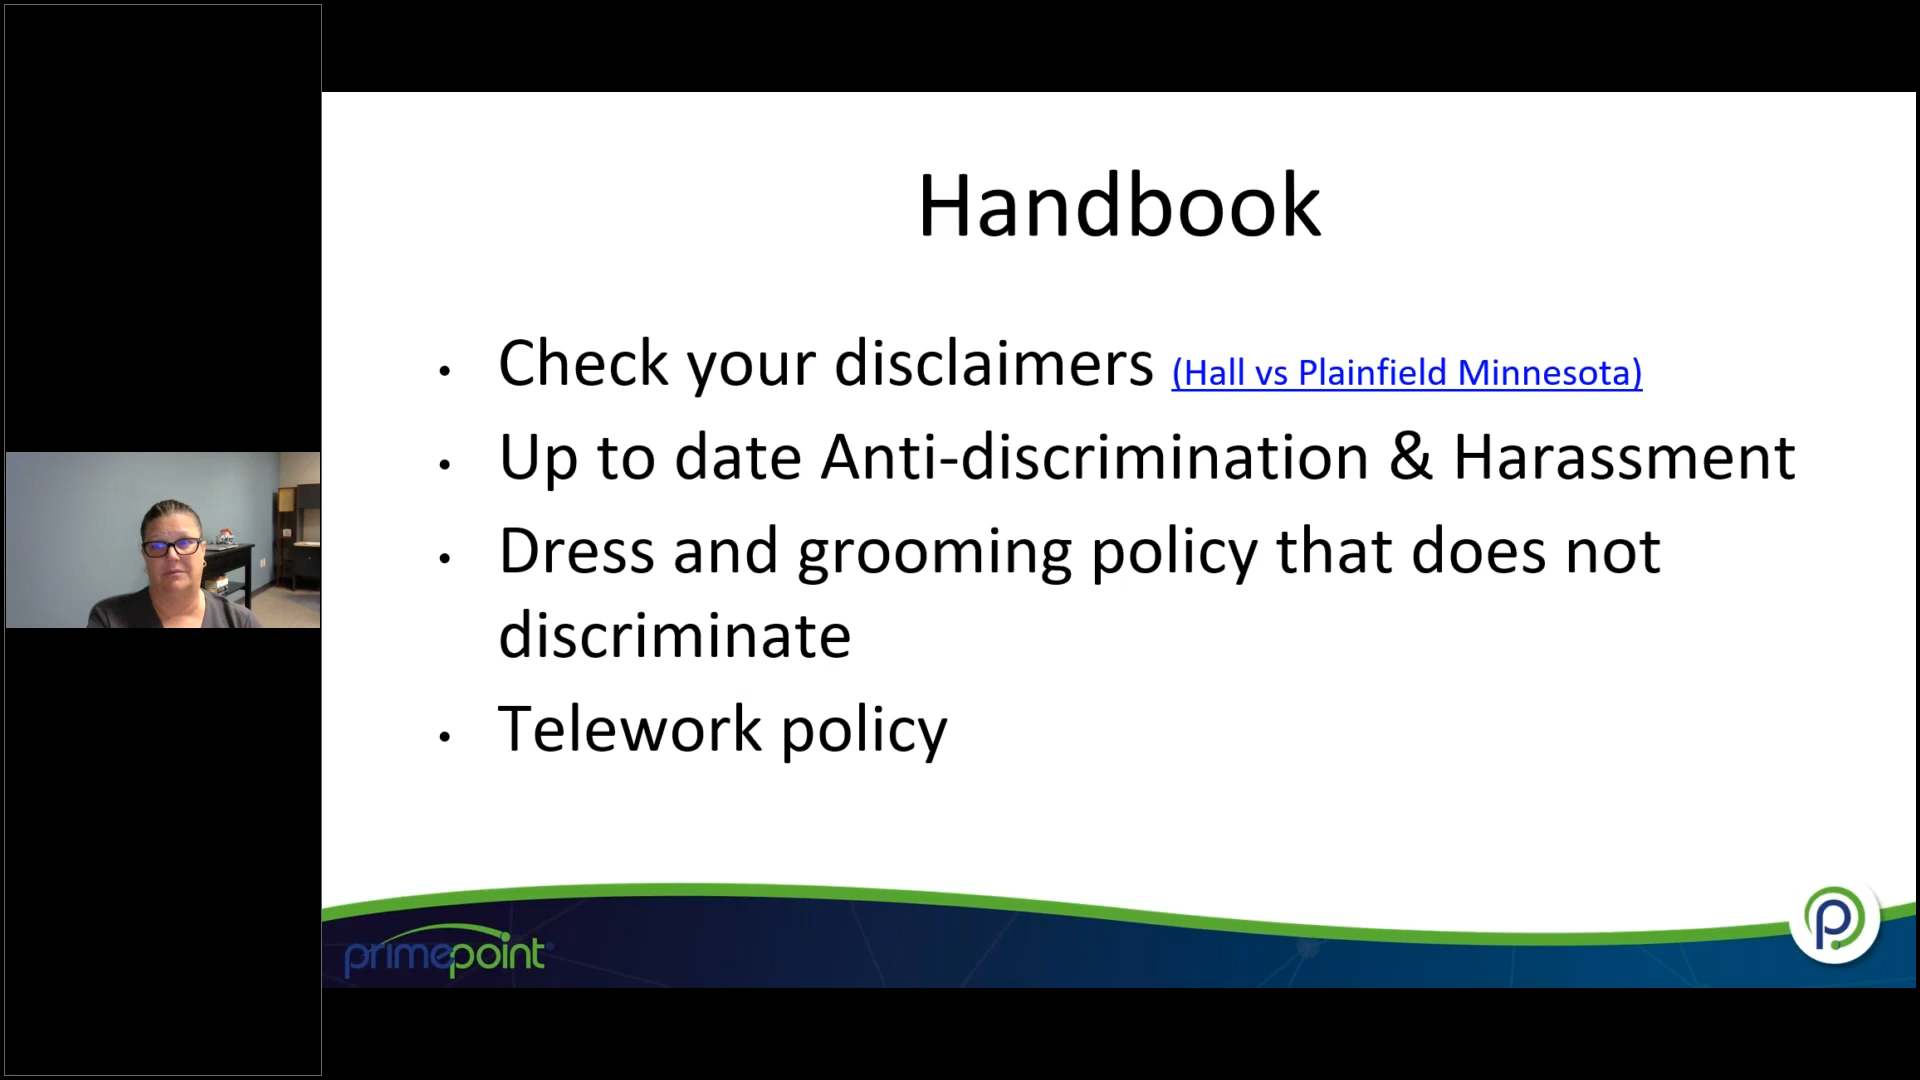 Handbook
• Check your disclaimers (Hall vs Plainfield Minnesota)
• Up to date Anti-discrimination & Harassment
• Dress and grooming policy that does not
discriminate
• Telework policy
primepoint®
p